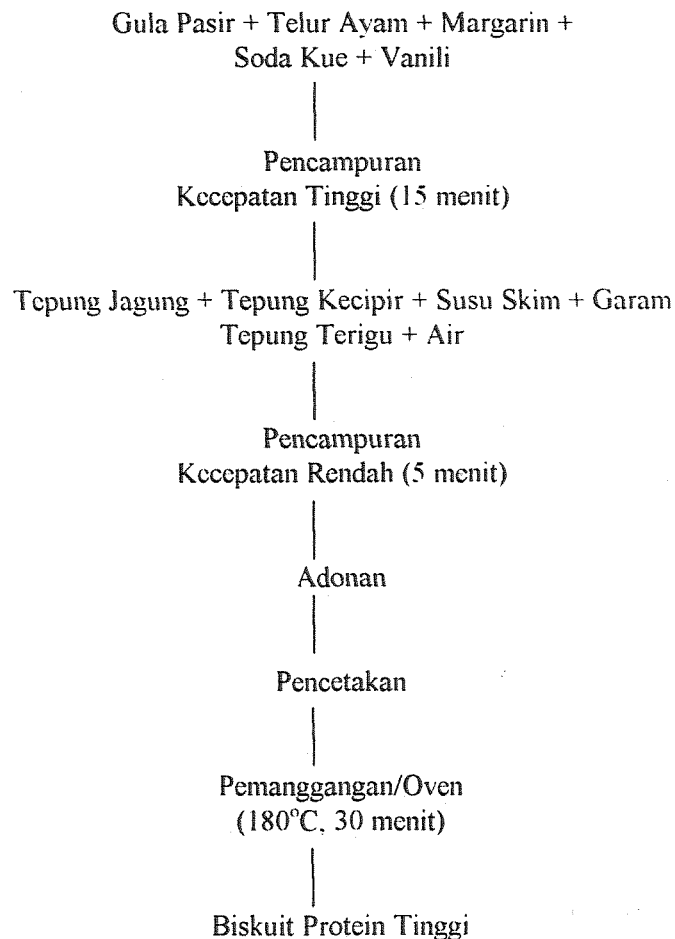 Gula Pasir + Telur Ayam + Margarin +
Soda Kue + Vanili
Pencampuran
Kecepatan Tinggi (15 menit)
Tepung Jagung + Tepung Kecipir + Susu Skim + Garam
Tepung Terigu + Air
Pencampuran
Kecepatan Rendah (5 menit)
Adonan
Pencetakan
Pemanggangan/Oven
(180°C, 30 menit)
Biskuit Protein Tinggi